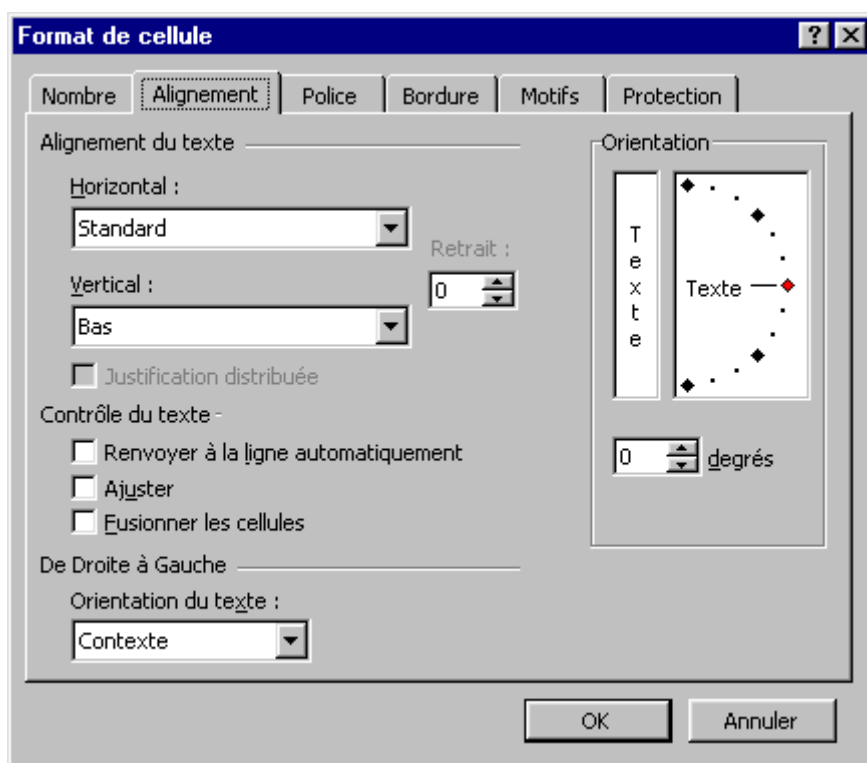 Format de cellule
Nombre Alignement Police Bordure Motifs Protection
Alignement du texte
Horizontal :
Standard
Retrait :
0
Vertical :
Bas
Justification distribuée
Contrôle du texte
Renvoyer à la ligne automatiquement
Ajuster
Fusionner les cellules
De Droite à Gauche
Orientation du texte :
Contexte
Orientation
Texte
Texte
0 degrés
OK Annuler